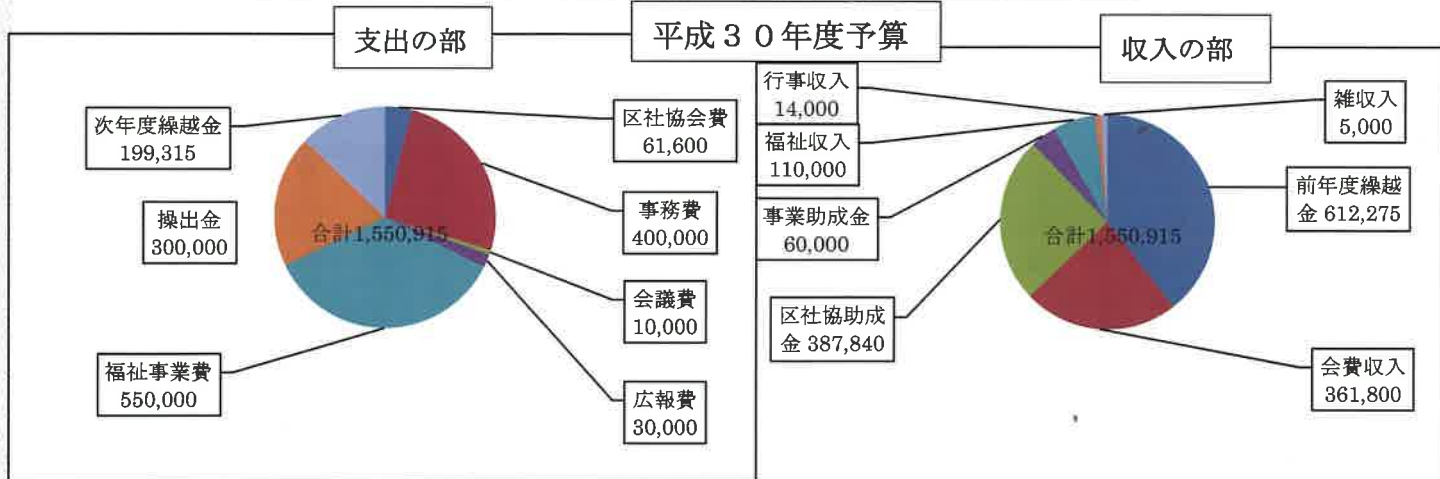 平成３０年度予算
支出の部
次年度繰越金
199,315
操出金
300,000
福祉事業費
550,000
合計1,550,915
区社協会費
61,600
事務費
400,000
会議費
10,000
広報費
30,000
収入の部
行事収入
14,000
福祉収入
110,000
事業助成金
60,000
区社協助成
金 387,840
合計1,550,915
雑収入
5,000
前年度繰越
金 612,275
会費収入
361,800